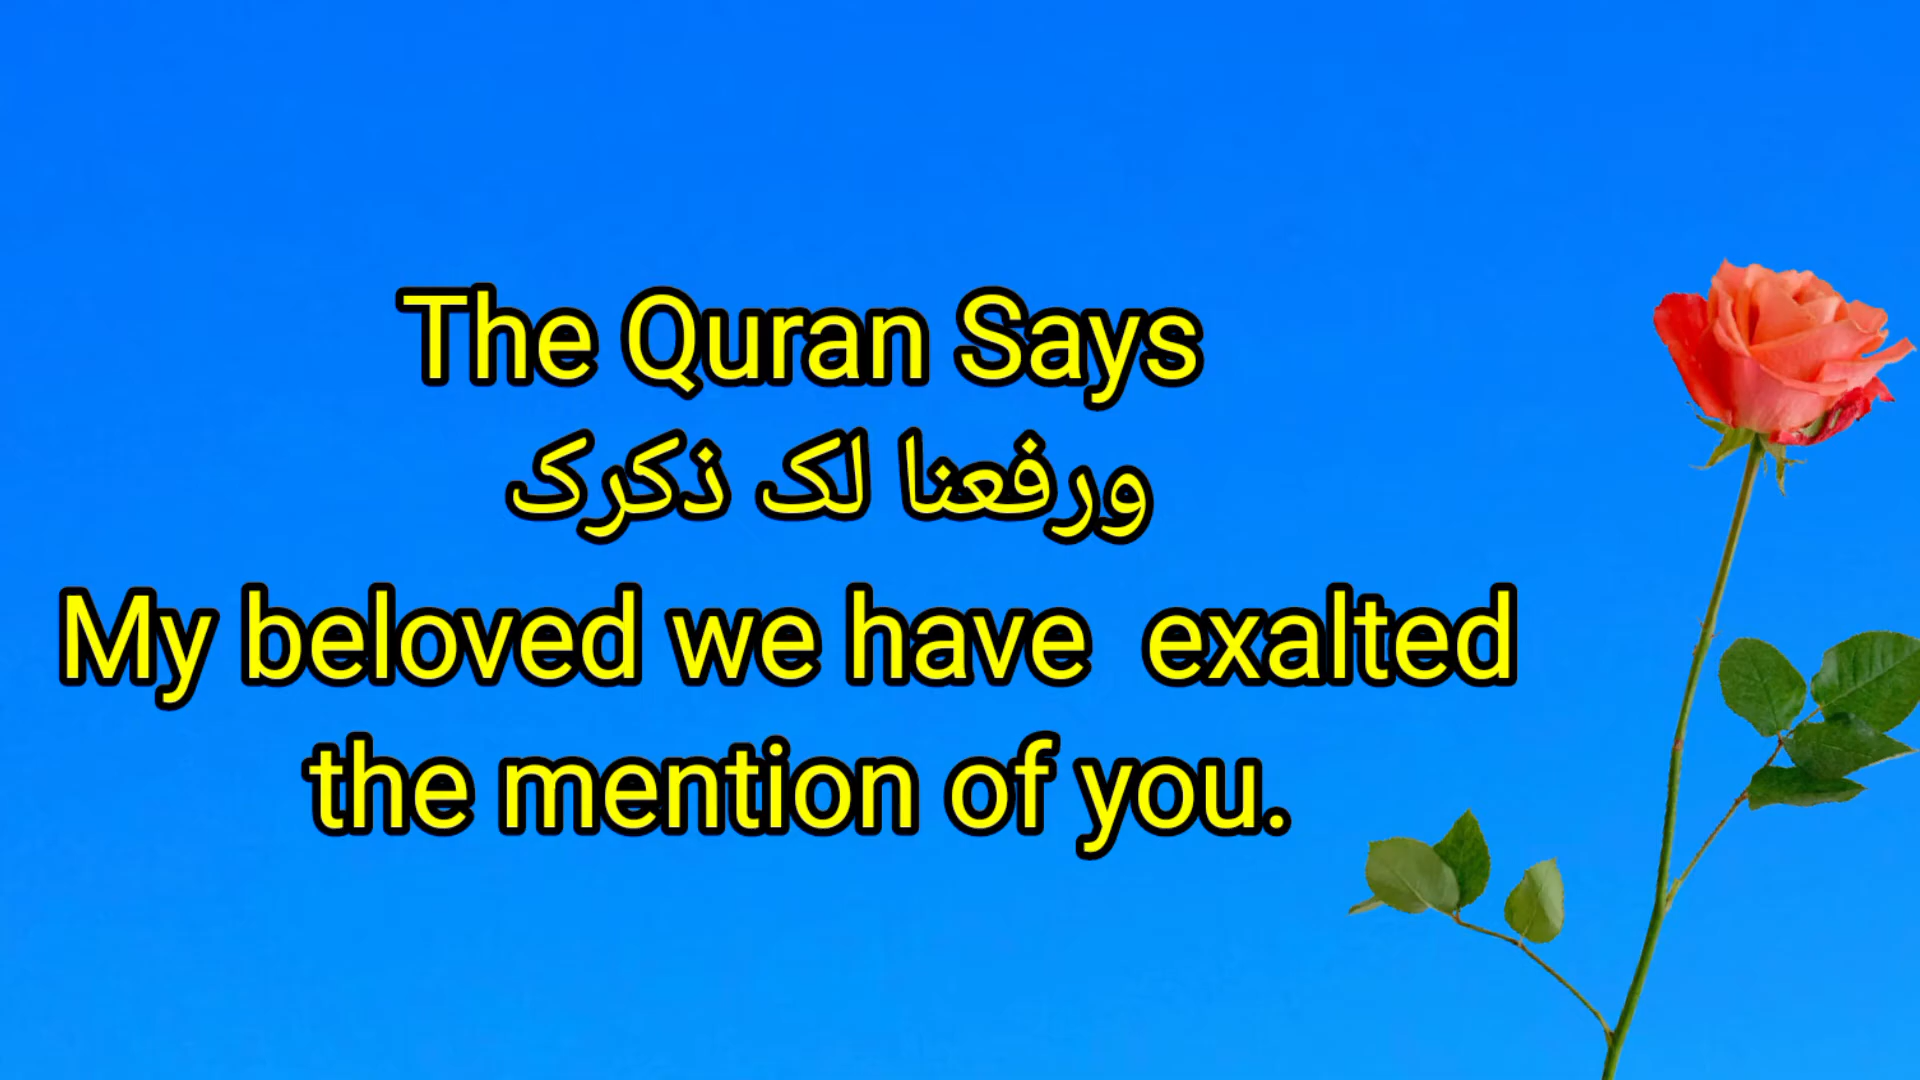 The Quran Says
ورفعنا لک ذکرک
My beloved we have  exalted
the mention of you.